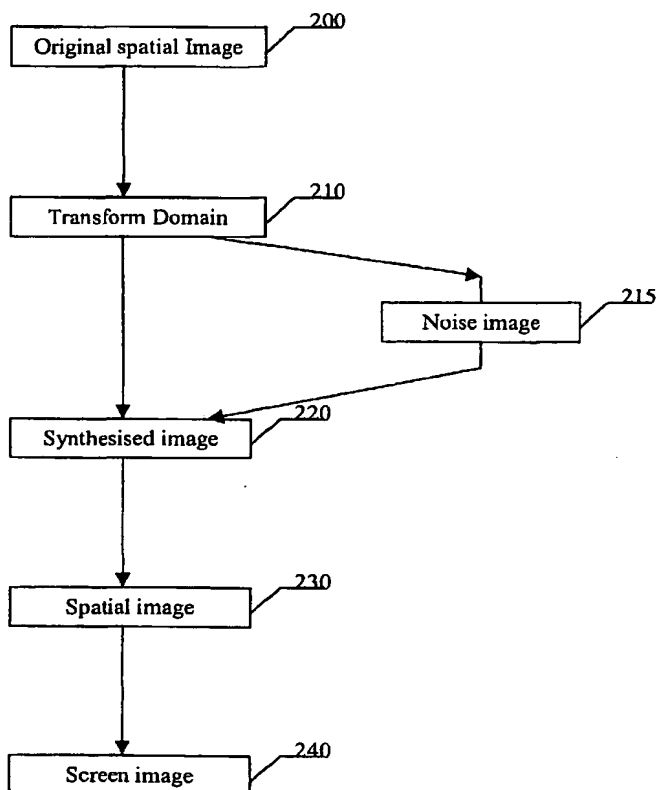 200
Original spatial Image
210
Transform Domain
215
Noise image
220
Synthesised image
230
Spatial image
240
Screen image